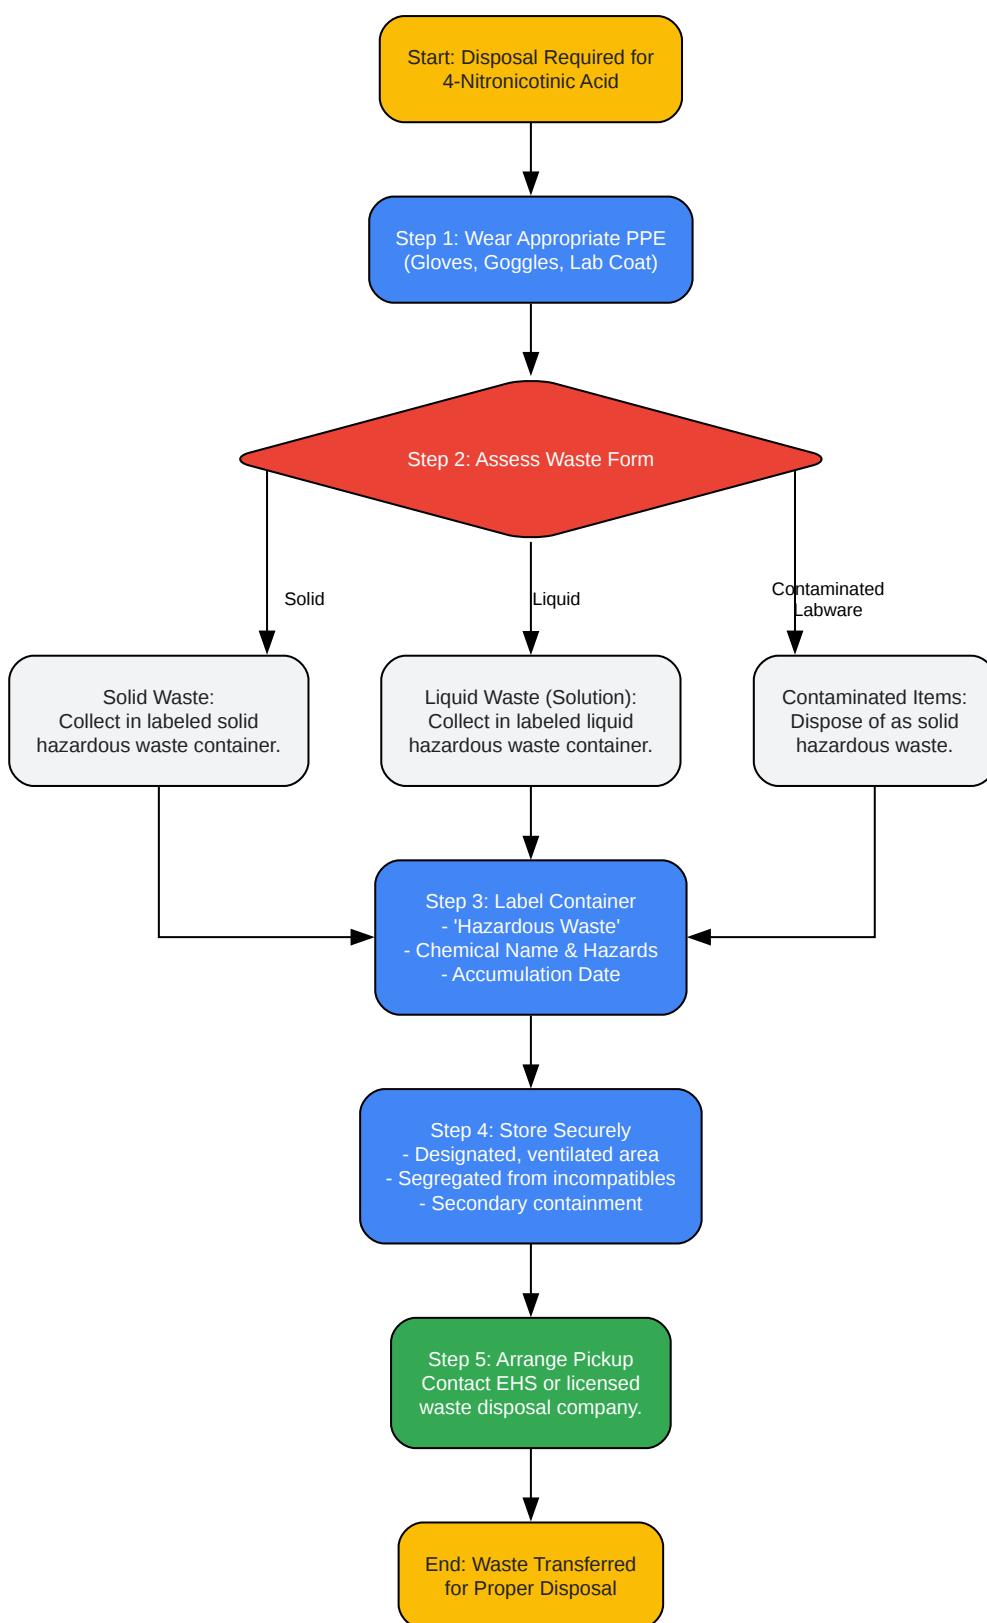 Start: Disposal Required for
4-Nitronicotinic Acid
Step 1: Wear Appropriate PPE
(Gloves, Goggles, Lab Coat)
Step 2: Assess Waste Form
Solid
Liquid
Contaminated
Labware
Solid Waste:
Collect in labeled solid
hazardous waste container.
Liquid Waste (Solution):
Collect in labeled liquid
hazardous waste container.
Contaminated Items:
Dispose of as solid
hazardous waste.
Step 3: Label Container
- 'Hazardous Waste'
- Chemical Name & Hazards
- Accumulation Date
Step 4: Store Securely
- Designated, ventilated area
- Segregated from incompatibles
- Secondary containment
Step 5: Arrange Pickup
Contact EHS or licensed
waste disposal company.
End: Waste Transferred
for Proper Disposal